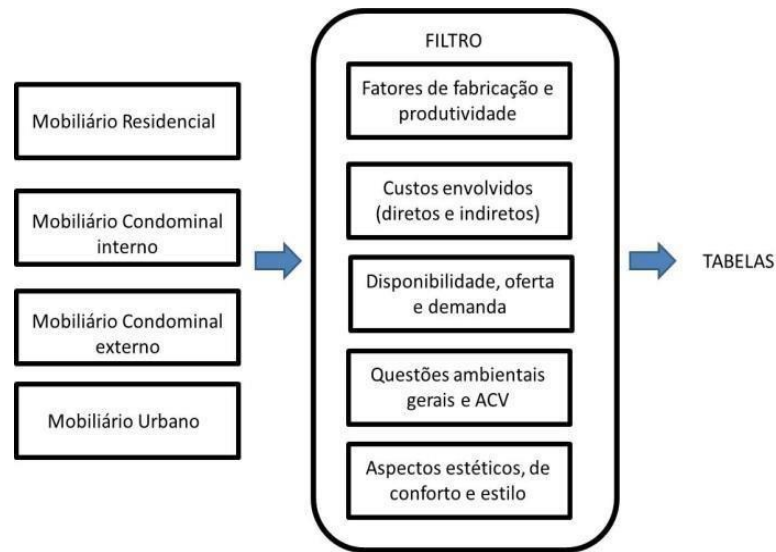 Mobiliário Residencial
Mobiliário Condominal
interno
Mobiliário Condominal
externo
Mobiliário Urbano
FILTRO
Fatores de fabricação e
produtividade
Custos envolvidos
(diretos e indiretos)
Disponibilidade, oferta
e demanda
Questões ambientais
gerais e ACV
Aspectos estéticos, de
conforto e estilo
TABELAS